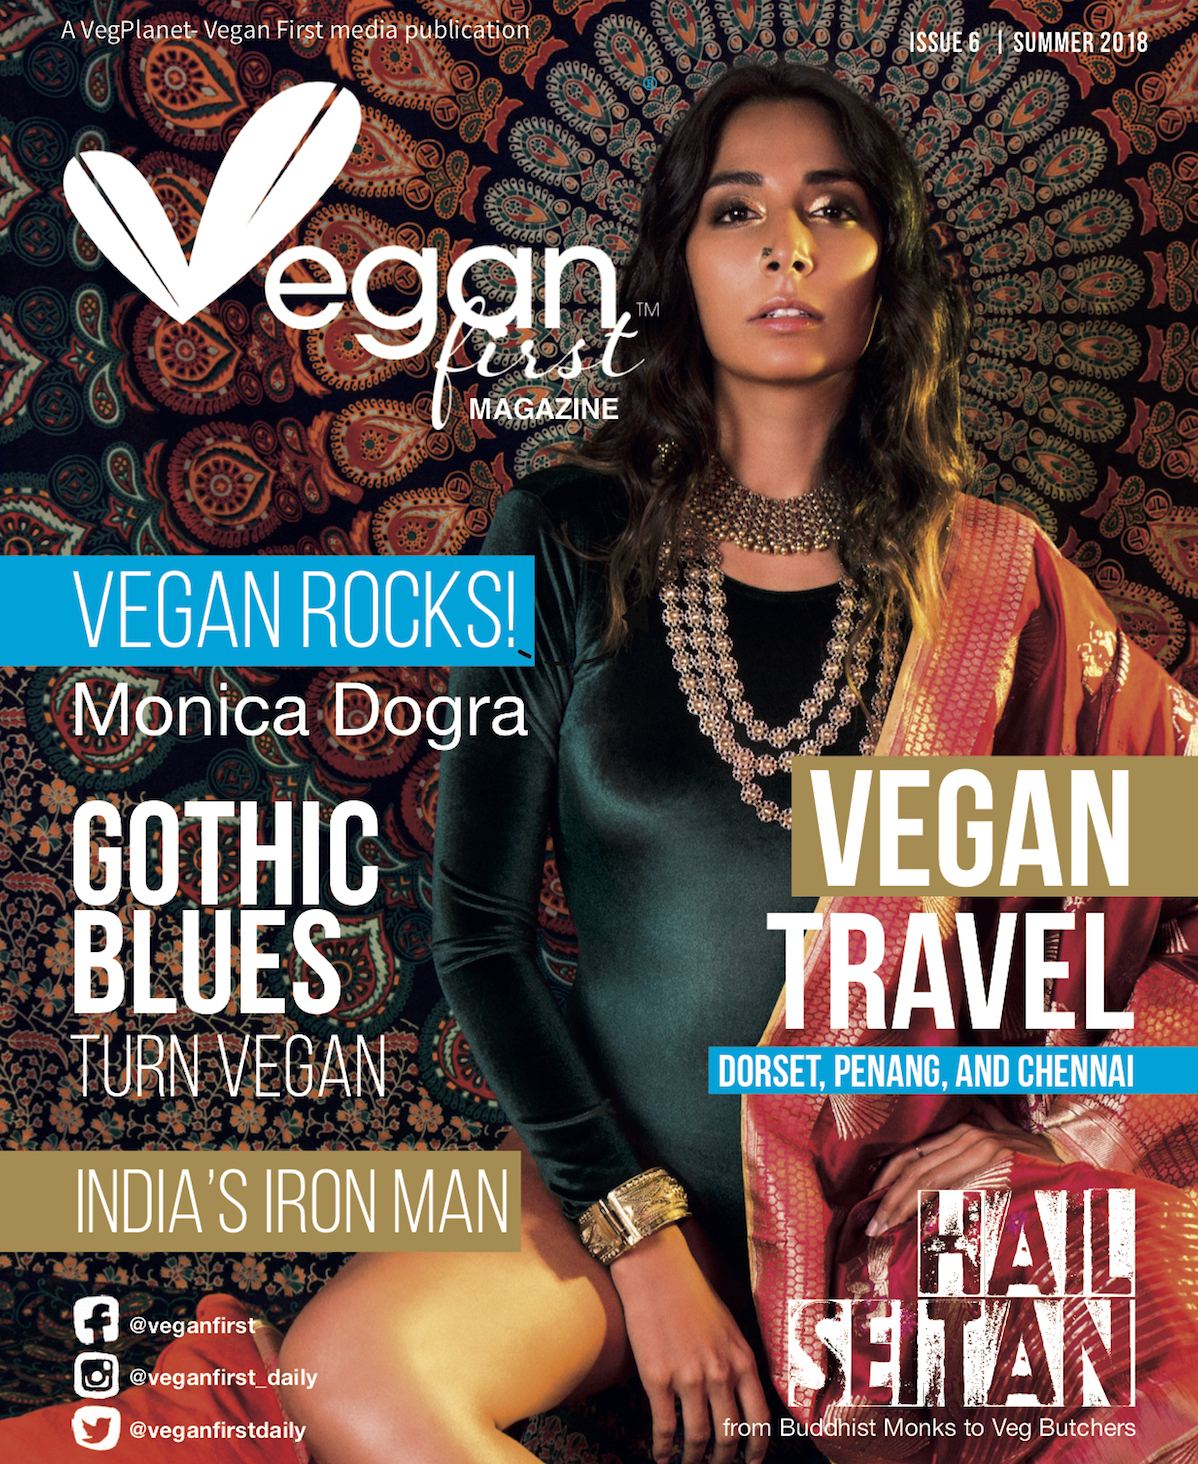 A VegPlanet- Vegan First media publication
ISSUE 6 | SUMMER 2018
®
Vegan
first
™
MAGAZINE
VEGAN ROCKS!
Monica Dogra
GOTHIC
BLUES
TURN VEGAN
INDIA'S IRON MAN
VEGAN
TRAVEL
DORSET, PENANG, AND CHENNAI
HAIL
SEITAN
from Buddhist Monks to Veg Butchers
@veganfirst
@veganfirst_daily
@veganfirstdaily